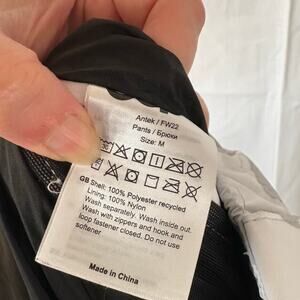 Antek / FW22
Pants / Брюки
Size: M
GB Shell: 100% Polyester recycled
Lining: 100% Nylon
Wash separately. Wash inside out.
Wash with zippers and hook and
loop fastener closed. Do not use
softener
Made in China